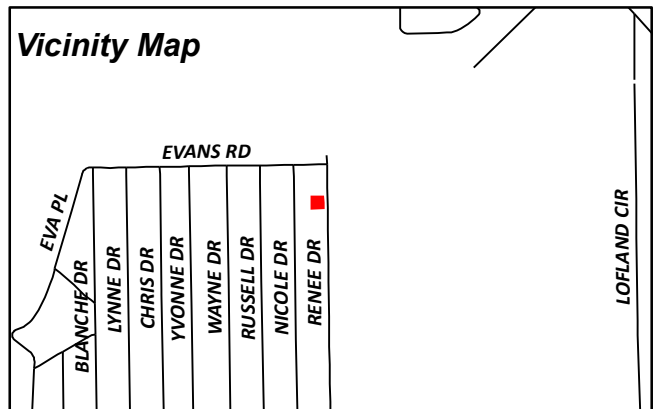 Vicinity Map
EVANS RD
EVA PL
BLANCHE DR
LYNNE DR
CHRIS DR
YVONNE DR
WAYNE DR
RUSSELL DR
NICOLE DR
RENEE DR
LOFLAND CIR